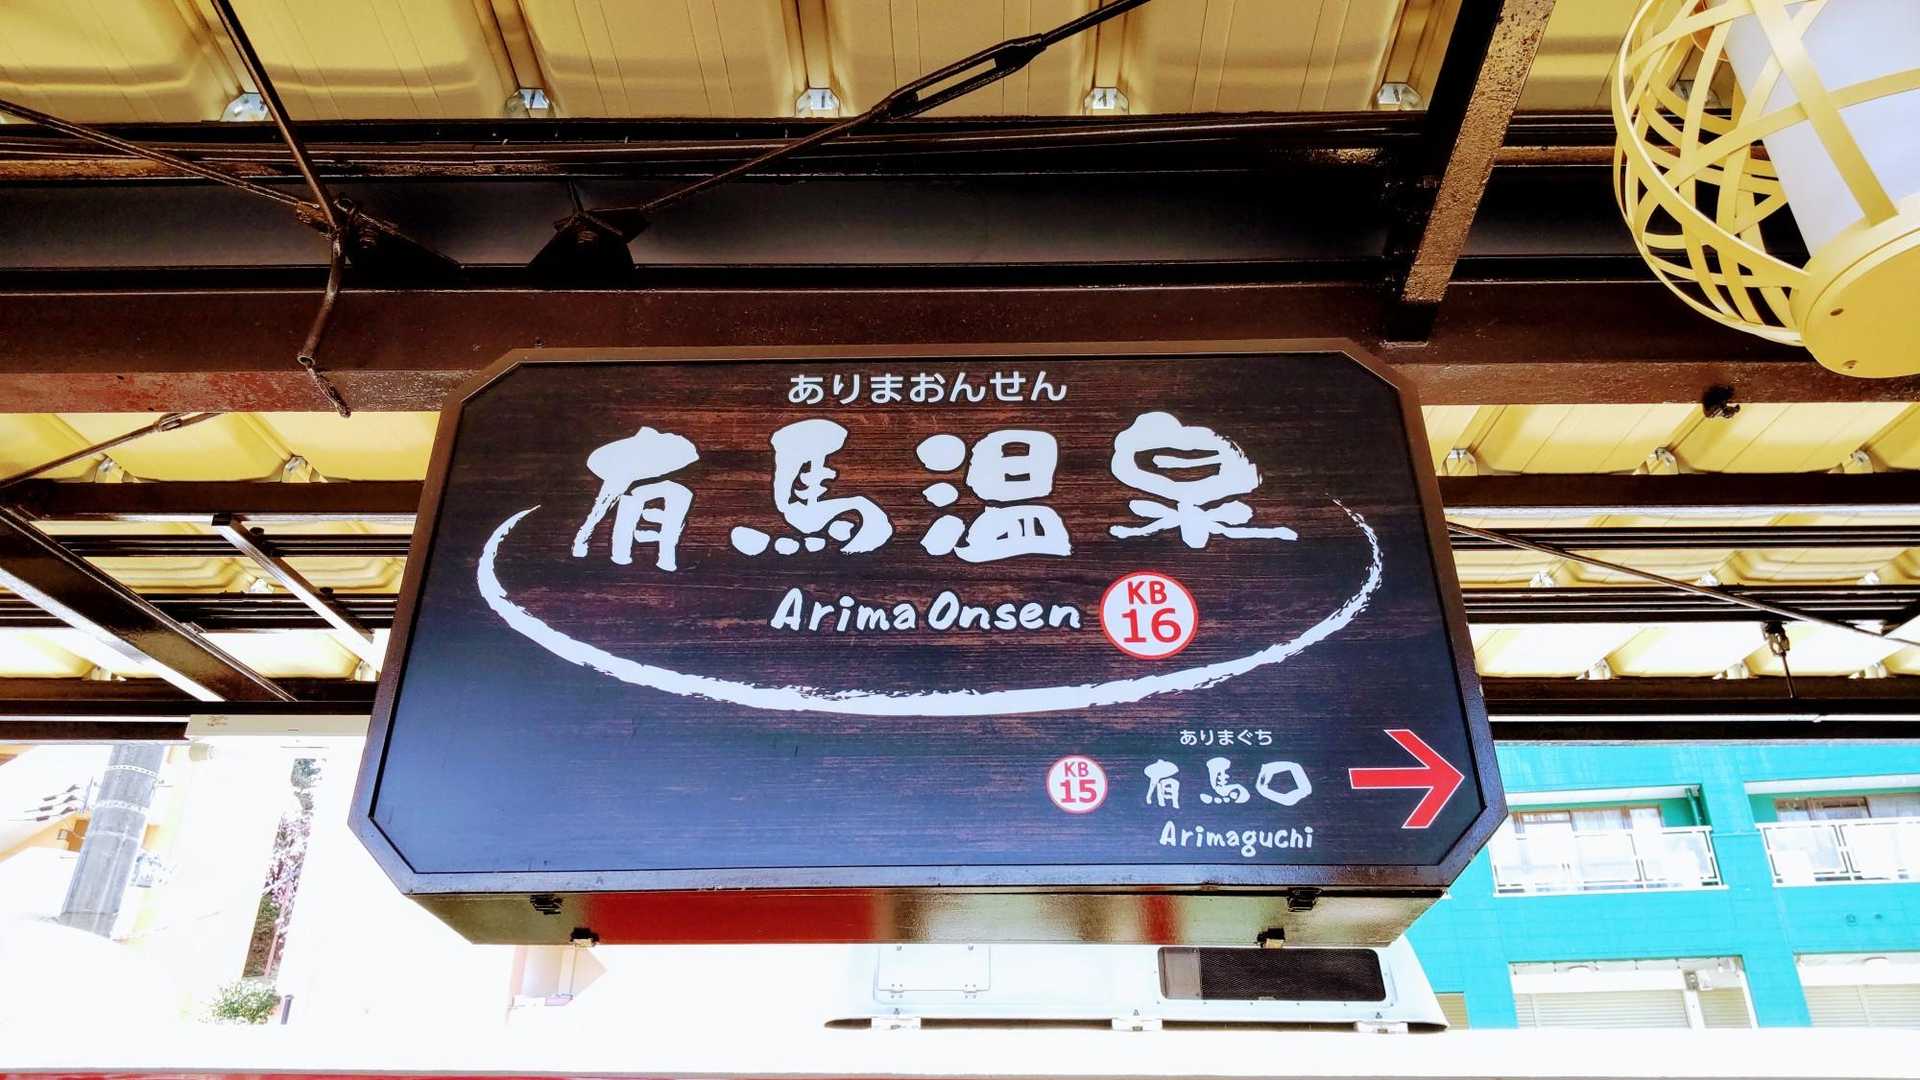 ありまおんせん
有馬温泉
Arima Onsen KB 16
ありまぐち
KB 15 有馬口
Arimaguchi